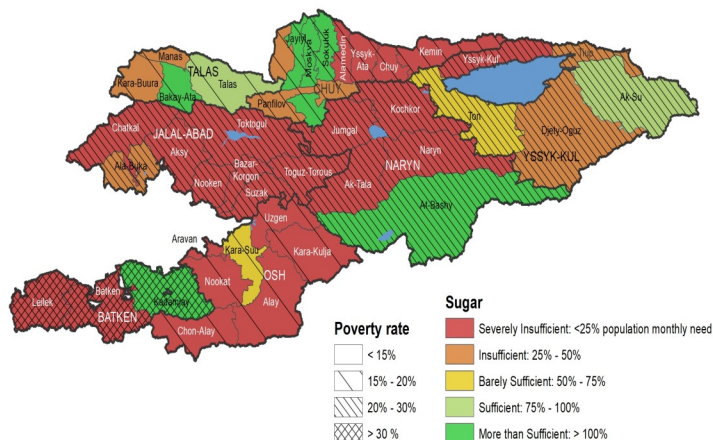 Manas
TALAS
Kara-Buura
Bakay-Ata
Talas
Jayiyl
Moskva
Sokuklk
Alamedin
Yssyk-
Ata
Chuy
Kemin
Yssyk-Kul
Tiup
CHUY
Panfilov
Ak-Su
Chatkal
JALAL-ABAD
Toktogul
Kochkor
Ton
Djety-Oguz
YSSYK-KUL
Aksy
Jumgal
Naryn
NARYN
Ala-Buka
Bazar-
Korgon
Toguz-Torous
Nooken
Suzak
Ak-Tala
At-Bashy
Uzgen
Aravan
Kara-Suu
Kara-Kulja
OSH
Nookat
Alay
Batken
Leilek
Kadamjay
BATKEN
Chon-Alay
Poverty rate
< 15%
15% - 20%
20% - 30%
> 30 %
Sugar
Severely Insufficient: <25% population monthly need
Insufficient: 25% - 50%
Barely Sufficient: 50% - 75%
Sufficient: 75% - 100%
More than Sufficient: > 100%